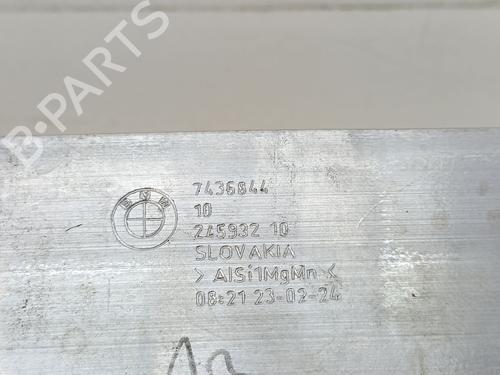 B-PARTS
BMW
7436844
10
245932 10
SLOVAKIA
> AlSi1MgMn <
08:21 23-02-24